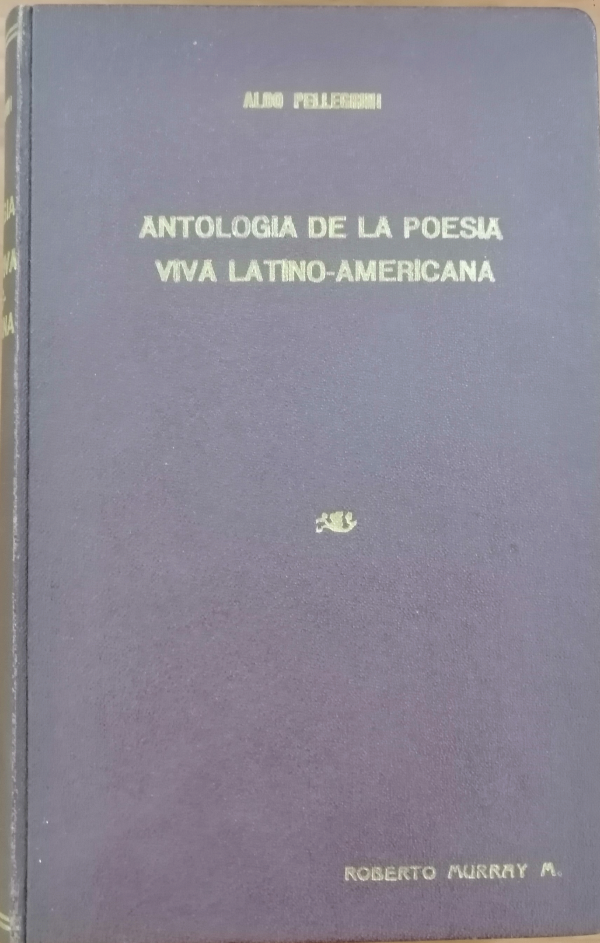 ALDO PELLEGRINI
ANTOLOGIA DE LA POESIA
VIVA LATINO-AMERICANA
ROBERTO MURRAY M.